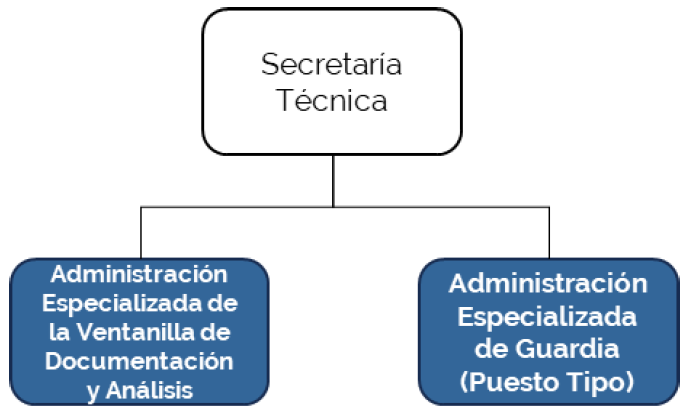 Secretaría
Técnica
Administración
Especializada de
la Ventanilla de
Documentación
y Análisis
Administración
Especializada
de Guardia
(Puesto Tipo)